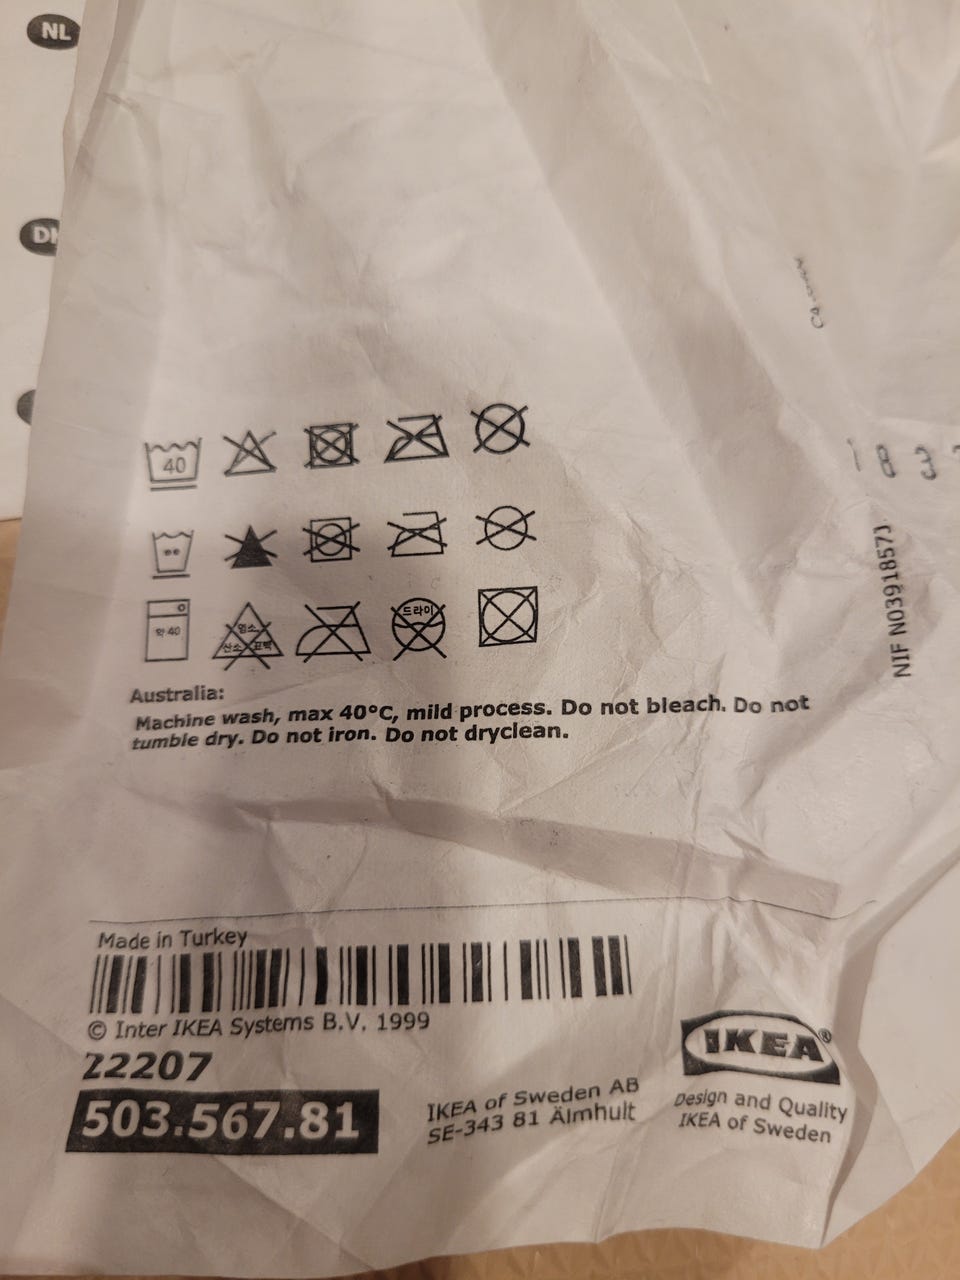 NL
40
약 40
염소
산소 표백
드라이
NIF N0391857J
Australia:
Machine wash, max 40°C, mild process. Do not bleach. Do not
tumble dry. Do not iron. Do not dryclean.
Made in Turkey
© Inter IKEA Systems B.V. 1999
22207
503.567.81
IKEA of Sweden AB
SE-343 81 Älmhult
IKEA®
Design and Quality
IKEA of Sweden